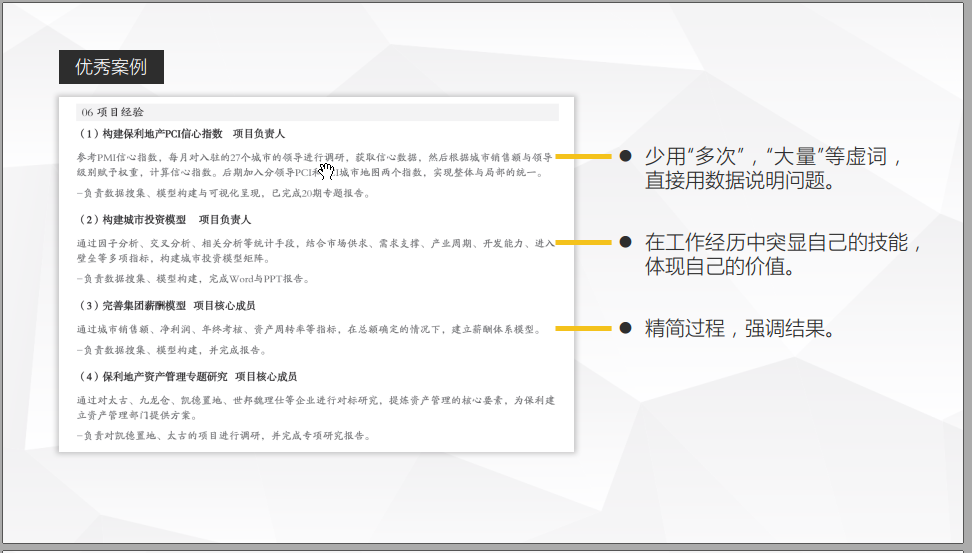 优秀案例
06 项目经验
（1）构建保利地产PCI信心指数 项目负责人
参考PMI信心指数，每月对入驻的27个城市的领导进行调研，获取信心数据，然后根据城市销售额与领导
级别赋予权重，计算信心指数。后期加入分领导PCI和 I城市地图两个指数，实现整体与局部的统一。
-负责数据搜集、模型构建与可视化呈现，已完成20期专题报告。
（2）构建城市投资模型 项目负责人
通过因子分析、交叉分析、相关分析等统计手段，结合市场供求、需求支撑、产业周期、开发能力、进入
壁垒等多项指标，构建城市投资模型矩阵。
-负责数据搜集、模型构建，完成Word与PPT报告。
（3）完善集团薪酬模型 项目核心成员
通过城市销售额、净利润、年终考核、资产周转率等指标，在总额确定的情况下，建立薪酬体系模型。
-负责数据搜集、模型构建，并完成报告。
（4）保利地产资产管理专题研究 项目核心成员
通过对太古、九龙仓、凯德置地、世邦魏理仕等企业进行对标研究，提炼资产管理的核心要素，为保利建
立资产管理部门提供方案。
-负责对凯德置地、太古的项目进行调研，并完成专项研究报告。
● 少用“多次”，“大量”等虚词，
直接用数据说明问题。
● 在工作经历中突显自己的技能，
体现自己的价值。
● 精简过程，强调结果。